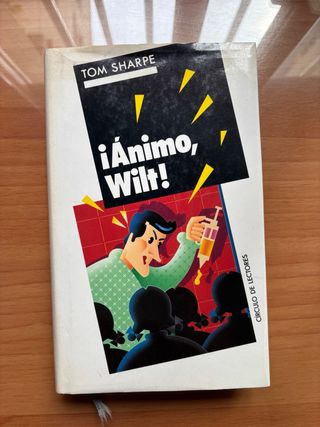 TOM SHARPE
¡Ánimo,
Wilt!
CÍRCULO DE LECTORES